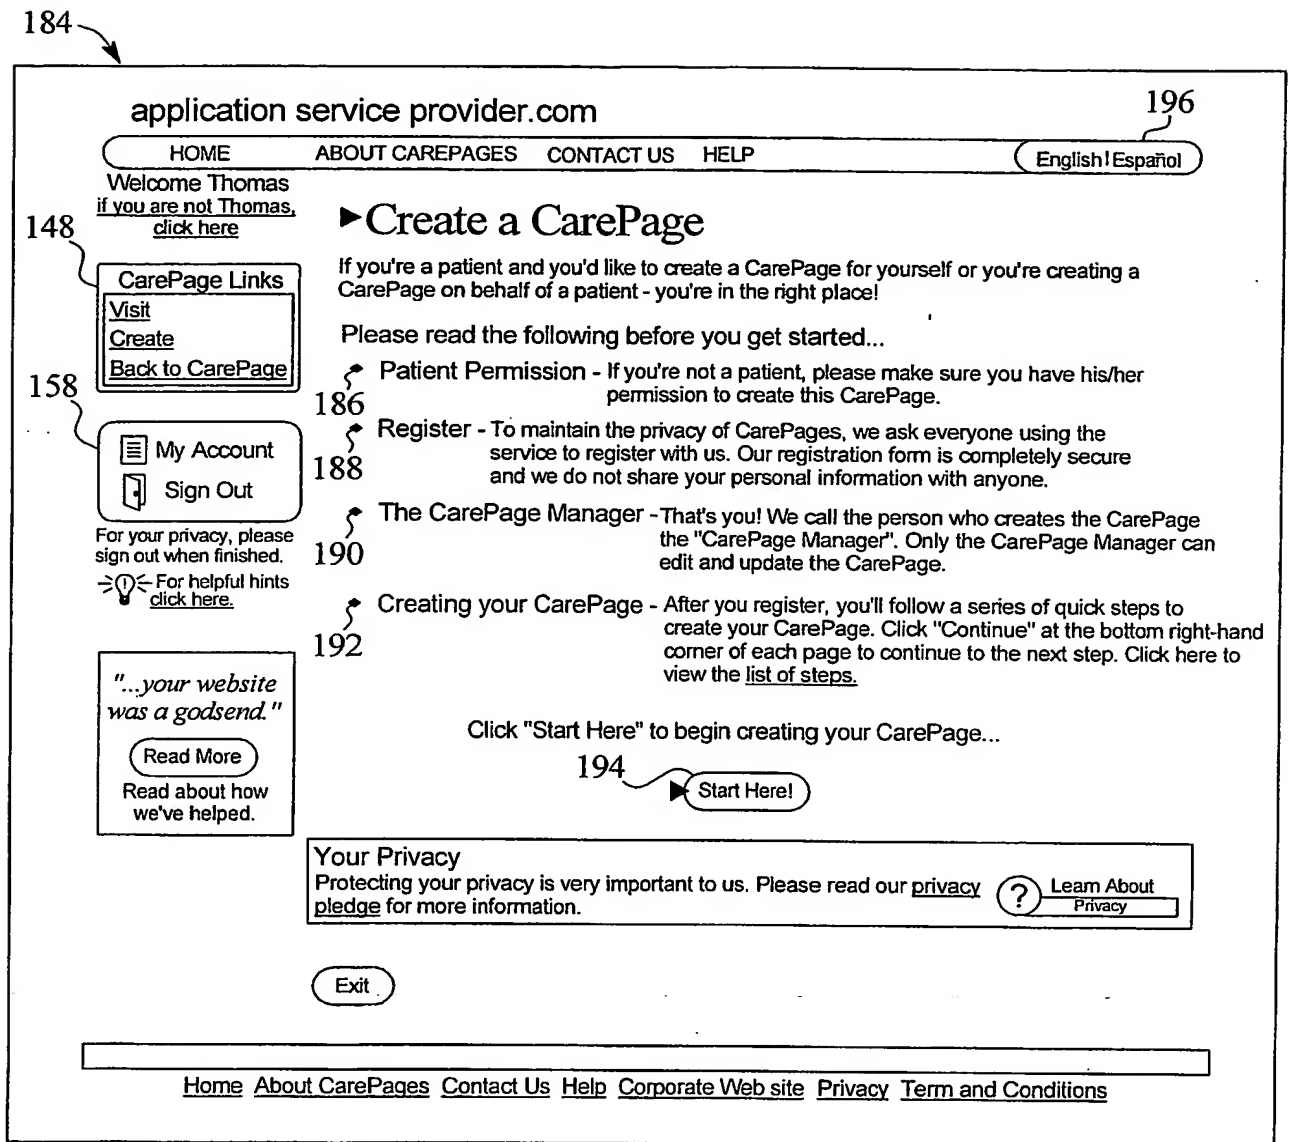 184
application service provider.com
196
HOME ABOUT CAREPAGES CONTACT US HELP English | Español
Welcome Thomas
if you are not Thomas,
click here
148
CarePage Links
Visit
Create
Back to CarePage
158
My Account
Sign Out
For your privacy, please
sign out when finished.
For helpful hints
click here.
"...your website
was a godsend."
Read More
Read about how
we've helped.
Create a CarePage
If you're a patient and you'd like to create a CarePage for yourself or you're creating a
CarePage on behalf of a patient - you're in the right place!
Please read the following before you get started...
186
Patient Permission - If you're not a patient, please make sure you have his/her
permission to create this CarePage.
188
Register - To maintain the privacy of CarePages, we ask everyone using the
service to register with us. Our registration form is completely secure
and we do not share your personal information with anyone.
190
The CarePage Manager - That's you! We call the person who creates the CarePage
the "CarePage Manager". Only the CarePage Manager can
edit and update the CarePage.
192
Creating your CarePage - After you register, you'll follow a series of quick steps to
create your CarePage. Click "Continue" at the bottom right-hand
corner of each page to continue to the next step. Click here to
view the list of steps.
Click "Start Here" to begin creating your CarePage...
194
Start Here!
Your Privacy
Protecting your privacy is very important to us. Please read our privacy
pledge for more information.
? Learn About
Privacy
Exit
Home About CarePages Contact Us Help Corporate Web site Privacy Term and Conditions